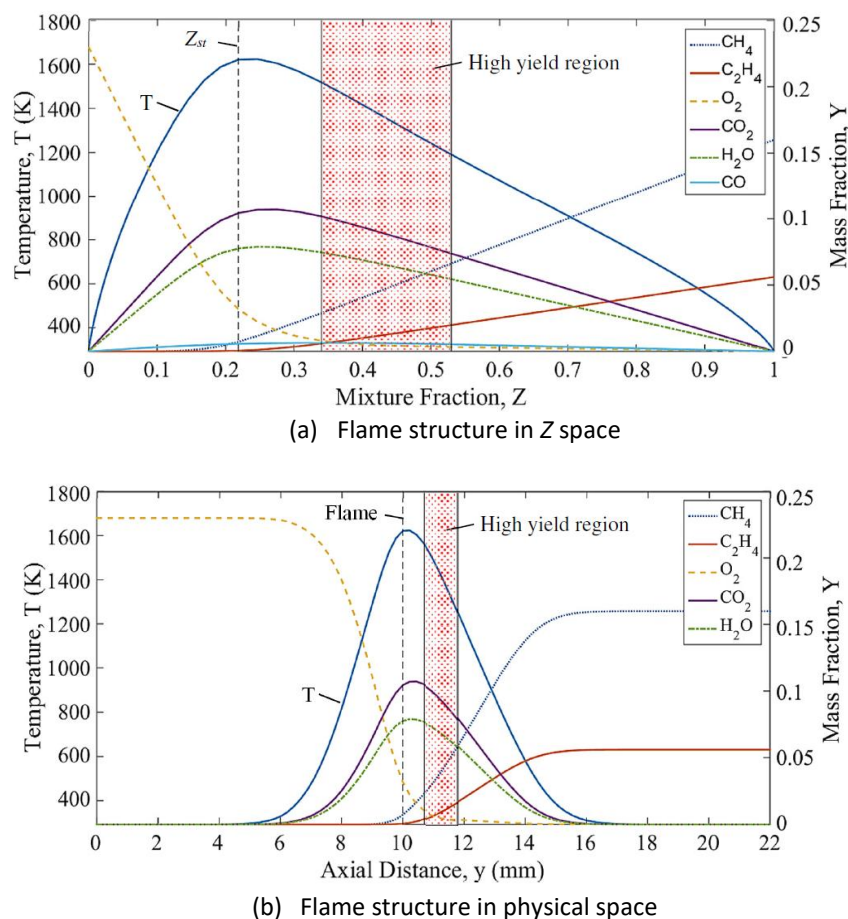 1800
1600
1400
1200
1000
800
600
400
Temperature, T (K)
Z_st
T
High yield region
CH₄
C₂H₄
O₂
CO₂
H₂O
CO
0.25
0.2
0.15
0.1
0.05
0
Mass Fraction, Y
0 0.1 0.2 0.3 0.4 0.5 0.6 0.7 0.8 0.9 1
Mixture Fraction, Z
(a) Flame structure in Z space
1800
1600
1400
1200
1000
800
600
400
Temperature, T (K)
Flame
T
High yield region
CH₄
C₂H₄
O₂
CO₂
H₂O
0.25
0.2
0.15
0.1
0.05
0
Mass Fraction, Y
0 2 4 6 8 10 12 14 16 18 20 22
Axial Distance, y (mm)
(b) Flame structure in physical space